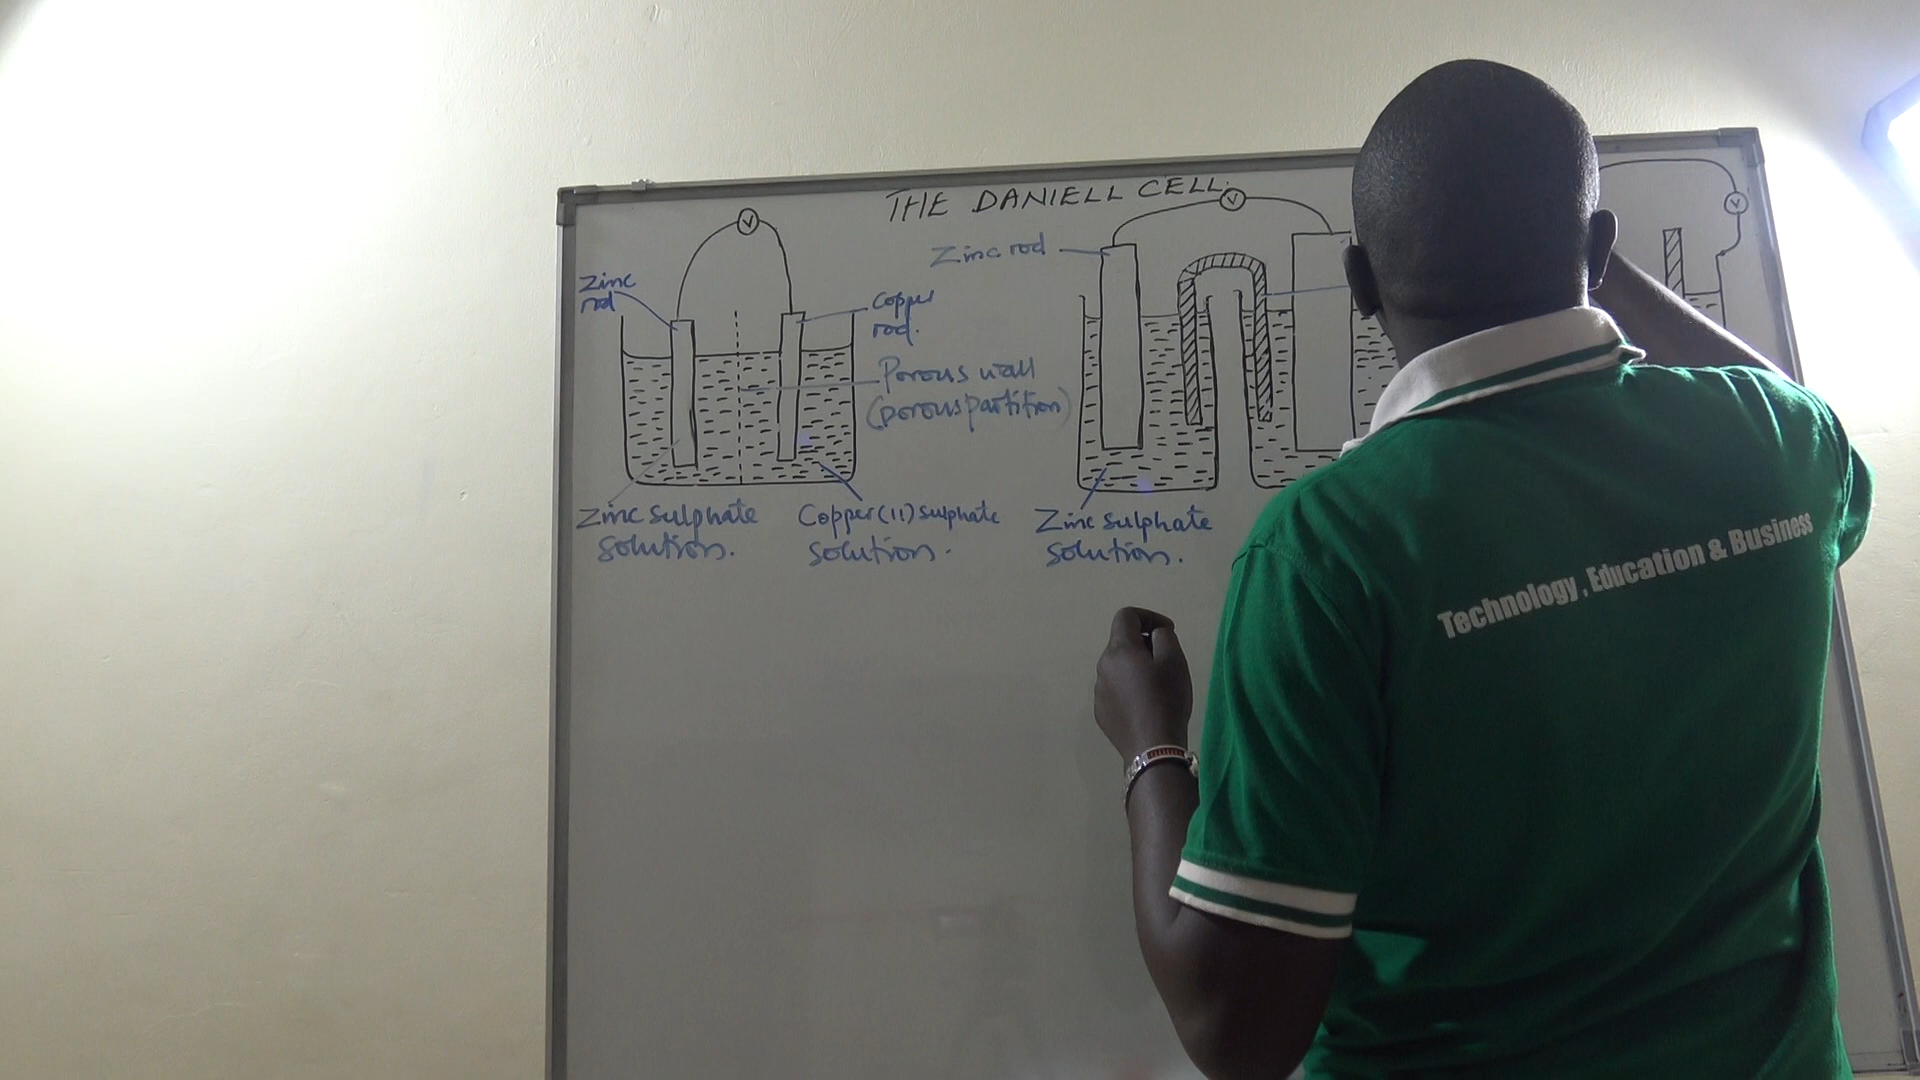 THE DANIELL CELL.
V
V
V
Zinc rod
Zinc
rod
Copper
rod.
Porous wall
(porous partition)
Zinc sulphate
solution.
Copper(11) sulphate
solution.
Zinc sulphate
solution.
Technology, Education & Business